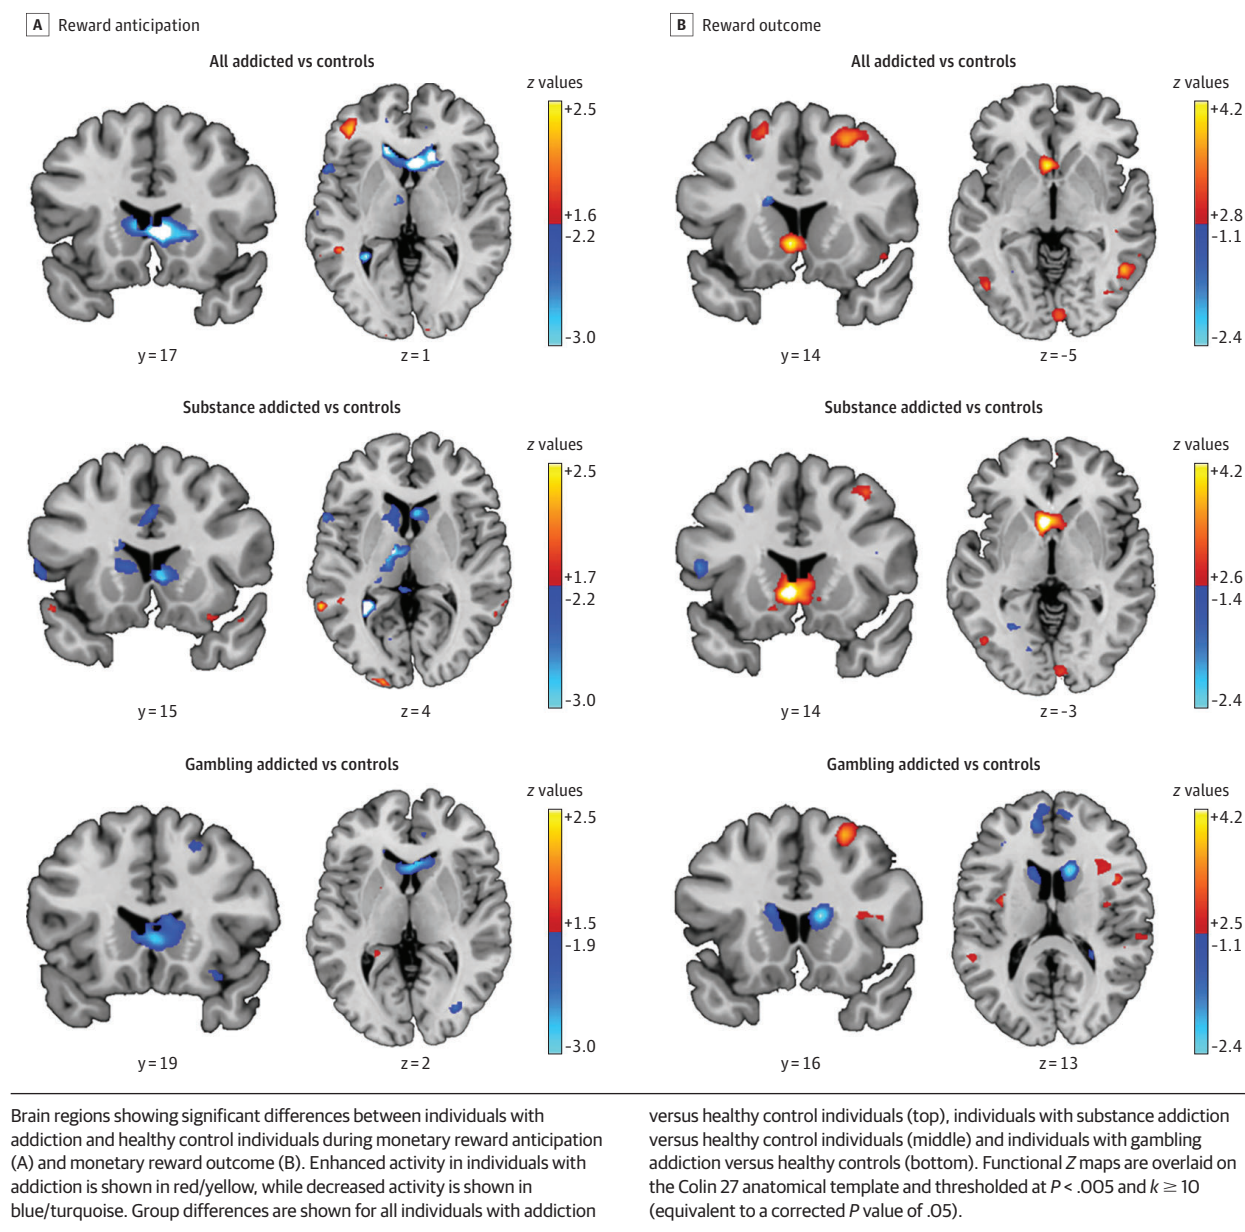 A Reward anticipation
All addicted vs controls
z values
+2.5
+1.6
-2.2
-3.0
y = 17
z = 1
Substance addicted vs controls
z values
+2.5
+1.7
-2.2
-3.0
y = 15
z = 4
Gambling addicted vs controls
z values
+2.5
+1.5
-1.9
-3.0
y = 19
z = 2
B Reward outcome
All addicted vs controls
z values
+4.2
+2.8
-1.1
-2.4
y = 14
z = -5
Substance addicted vs controls
z values
+4.2
+2.6
-1.4
-2.4
y = 14
z = -3
Gambling addicted vs controls
z values
+4.2
+2.5
-1.1
-2.4
y = 16
z = 13
Brain regions showing significant differences between individuals with
addiction and healthy control individuals during monetary reward anticipation
(A) and monetary reward outcome (B). Enhanced activity in individuals with
addiction is shown in red/yellow, while decreased activity is shown in
blue/turquoise. Group differences are shown for all individuals with addiction
versus healthy control individuals (top), individuals with substance addiction
versus healthy control individuals (middle) and individuals with gambling
addiction versus healthy controls (bottom). Functional Z maps are overlaid on
the Colin 27 anatomical template and thresholded at P < .005 and k ≥ 10
(equivalent to a corrected P value of .05).